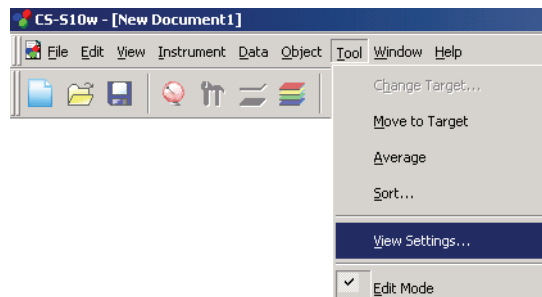 CS-S10w - [New Document1]
File Edit View Instrument Data Object Tool Window Help
Change Target...
Move to Target
Average
Sort...
View Settings...
Edit Mode